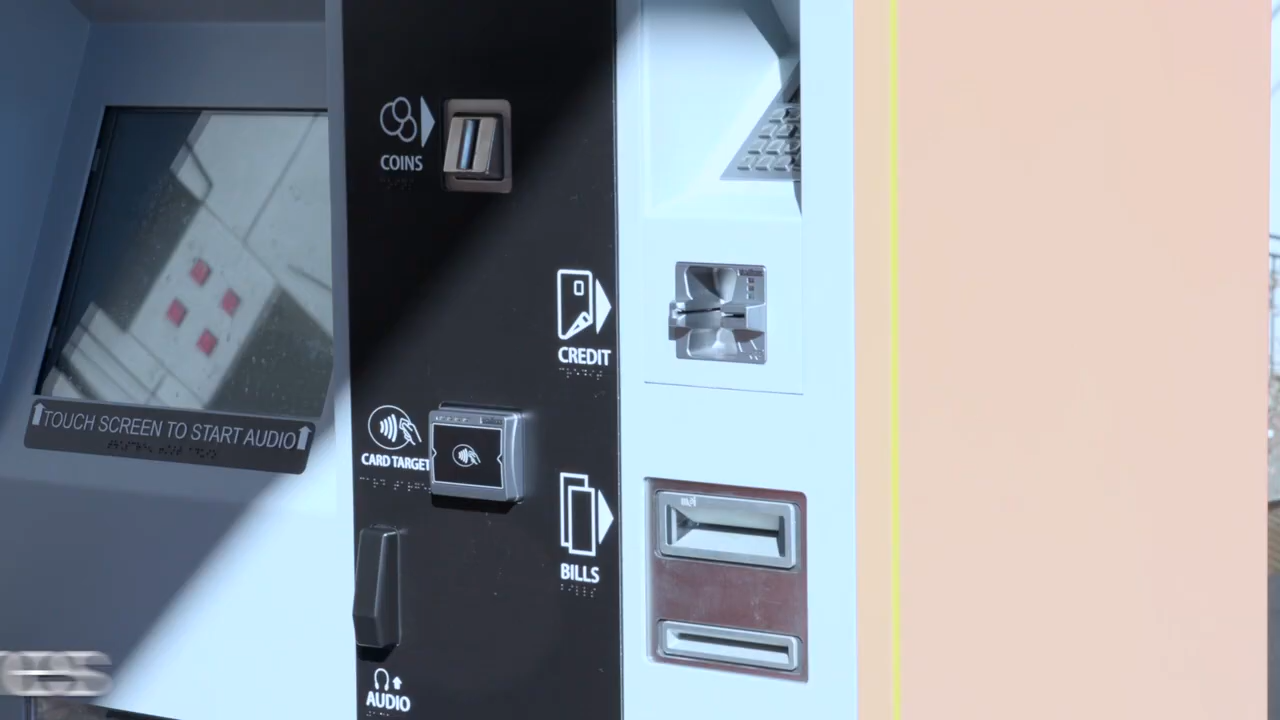 COINS
CREDIT
TOUCH SCREEN TO START AUDIO
CARD TARGET
BILLS
AUDIO